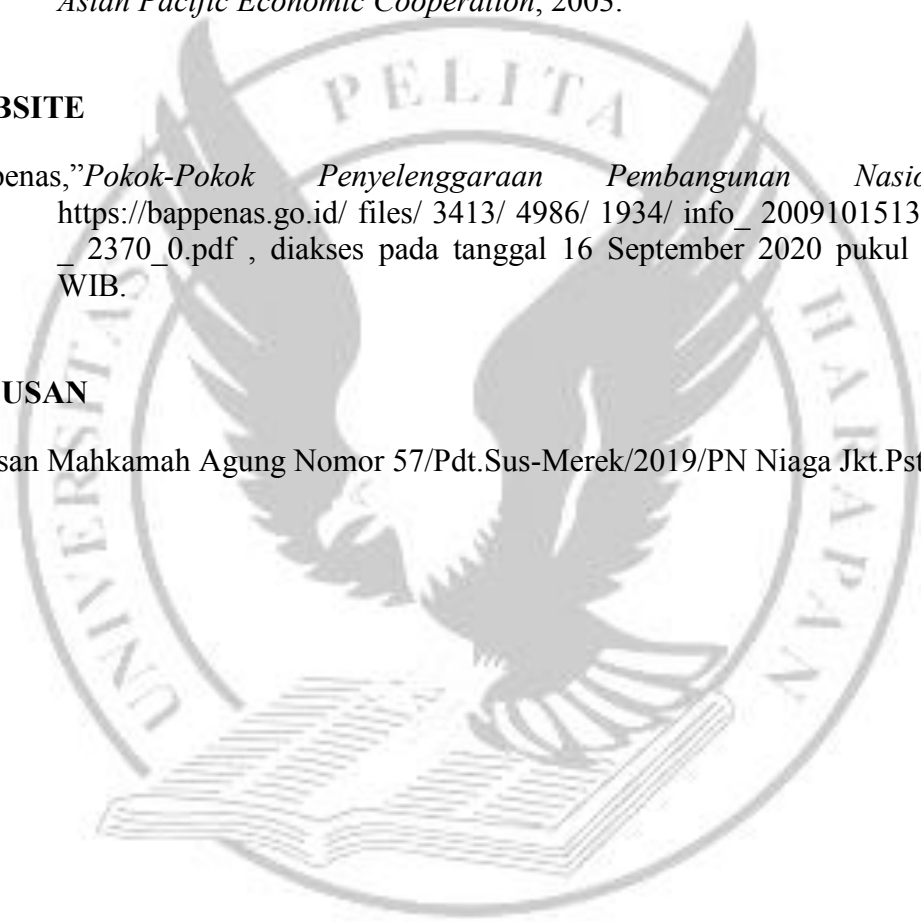 Asian Pacific Economic Cooperation, 2003.
BSITE
penas,”Pokok-Pokok Penyelenggaraan Pembangunan Nasio
https://bappenas.go.id/ files/ 3413/ 4986/ 1934/ info_ 2009101513
_ 2370_0.pdf , diakses pada tanggal 16 September 2020 pukul
WIB.
USAN
san Mahkamah Agung Nomor 57/Pdt.Sus-Merek/2019/PN Niaga Jkt.Pst
UNIVERSITAS PELITA HARAPAN